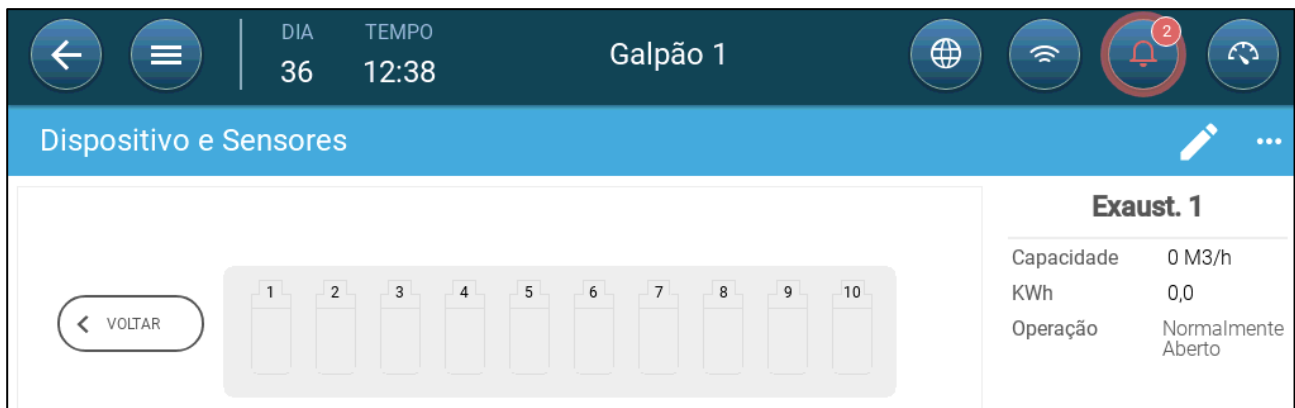 DIA TEMPO
36 12:38
Galpão 1
2
Dispositivo e Sensores
VOLTAR
1 2 3 4 5 6 7 8 9 10
Exaust. 1
Capacidade 0 M3/h
KWh 0,0
Operação Normalmente
Aberto